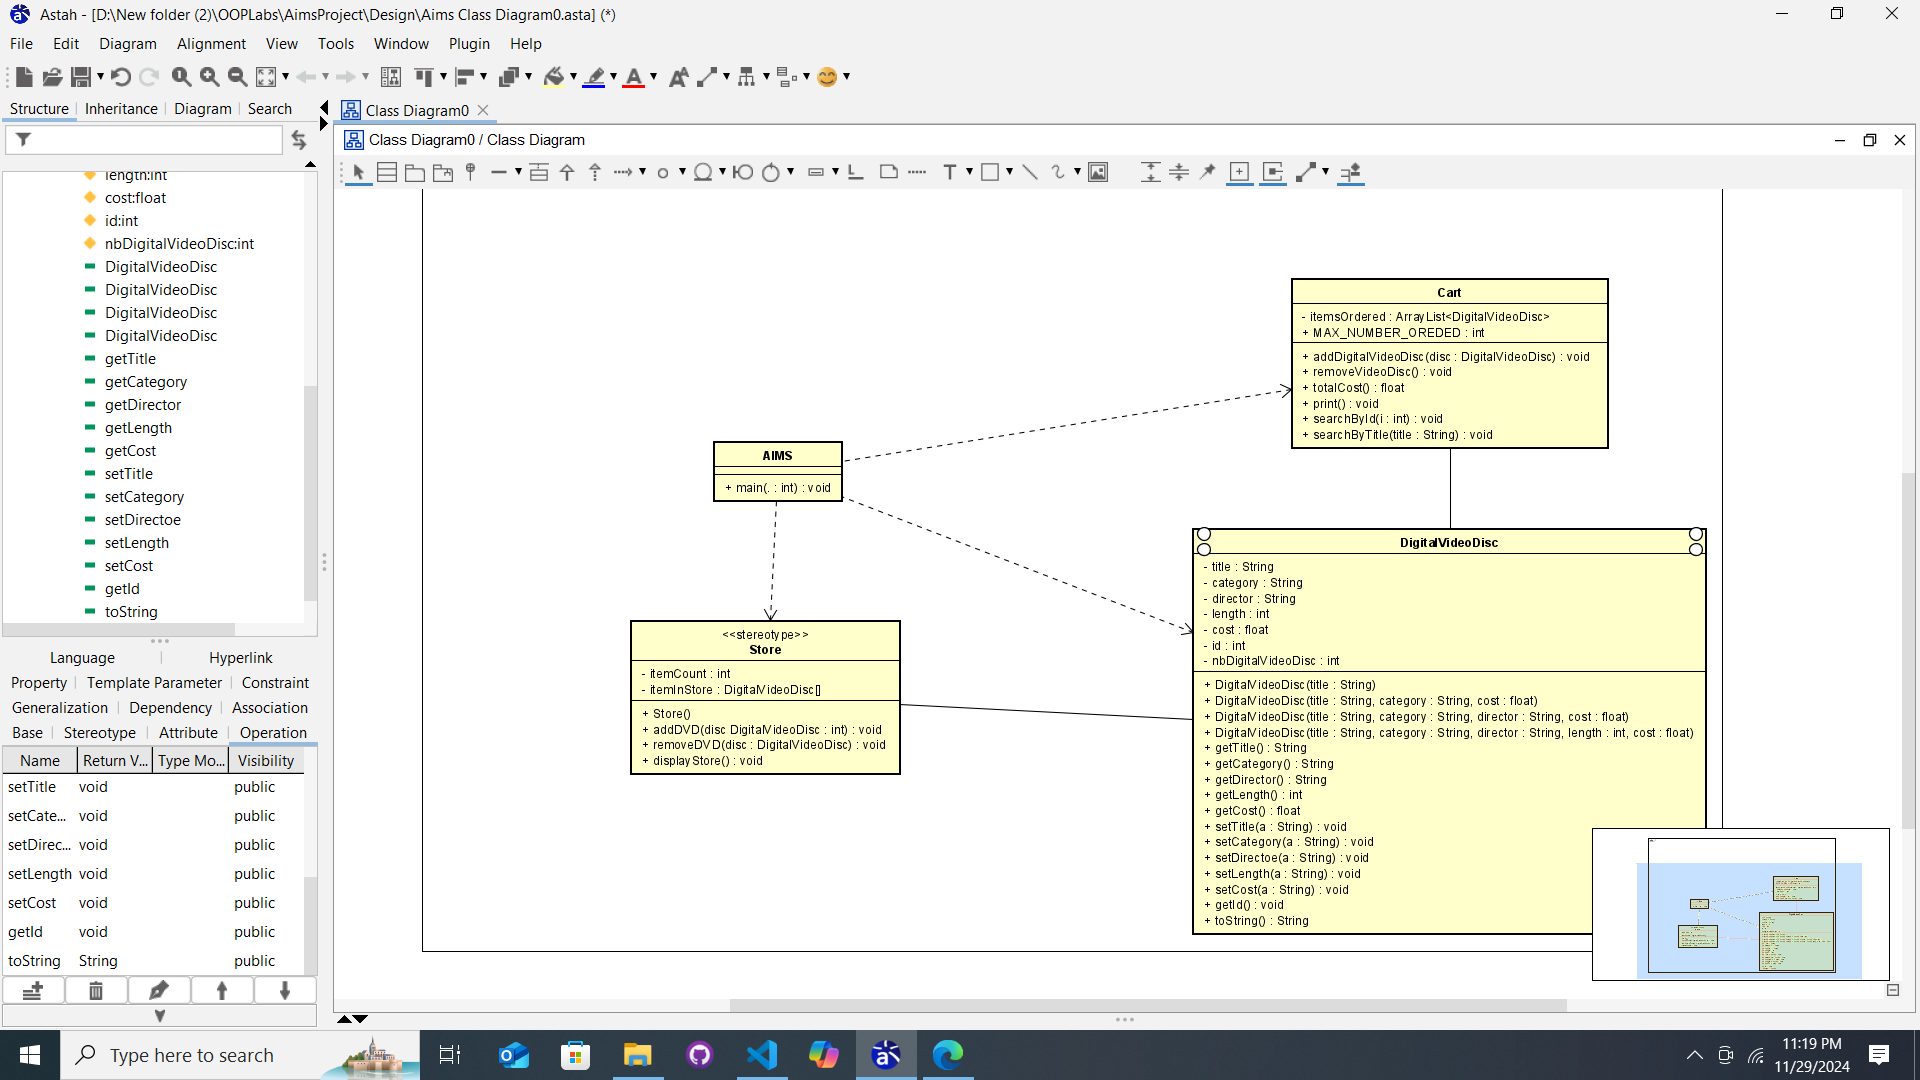 Astah - [D:\New folder (2)\OOPLabs\AimsProject\Design\Aims Class Diagram0.asta] (*)
File Edit Diagram Alignment View Tools Window Plugin Help
Structure Inheritance Diagram Search
Class Diagram0
Class Diagram0 / Class Diagram
length:int
cost:float
id:int
nbDigitalVideoDisc:int
DigitalVideoDisc
DigitalVideoDisc
DigitalVideoDisc
DigitalVideoDisc
getTitle
getCategory
getDirector
getLength
getCost
setTitle
setCategory
setDirectoe
setLength
setCost
getId
toString
Language Hyperlink
Property Template Parameter Constraint
Generalization Dependency Association
Base Stereotype Attribute Operation
Name Return V... Type Mo... Visibility
setTitle void public
setCate... void public
setDirec... void public
setLength void public
setCost void public
getId void public
toString String public
Cart
- itemsOrdered : ArrayList<DigitalVideoDisc>
+ MAX_NUMBER_OREDED : int
+ addDigitalVideoDisc(disc : DigitalVideoDisc) : void
+ removeVideoDisc() : void
+ totalCost() : float
+ print() : void
+ searchById(i : int) : void
+ searchByTitle(title : String) : void
AIMS
+ main(. : int) : void
<<stereotype>>
Store
- itemCount : int
- itemInStore : DigitalVideoDisc[]
+ Store()
+ addDVD(disc DigitalVideoDisc : int) : void
+ removeDVD(disc : DigitalVideoDisc) : void
+ displayStore() : void
DigitalVideoDisc
- title : String
- category : String
- director : String
- length : int
- cost : float
- id : int
- nbDigitalVideoDisc : int
+ DigitalVideoDisc(title : String)
+ DigitalVideoDisc(title : String, category : String, cost : float)
+ DigitalVideoDisc(title : String, category : String, director : String, cost : float)
+ DigitalVideoDisc(title : String, category : String, director : String, length : int, cost : float)
+ getTitle() : String
+ getCategory() : String
+ getDirector() : String
+ getLength() : int
+ getCost() : float
+ setTitle(a : String) : void
+ setCategory(a : String) : void
+ setDirectoe(a : String) : void
+ setLength(a : String) : void
+ setCost(a : String) : void
+ getId() : void
+ toString() : String
Type here to search
11:19 PM
11/29/2024